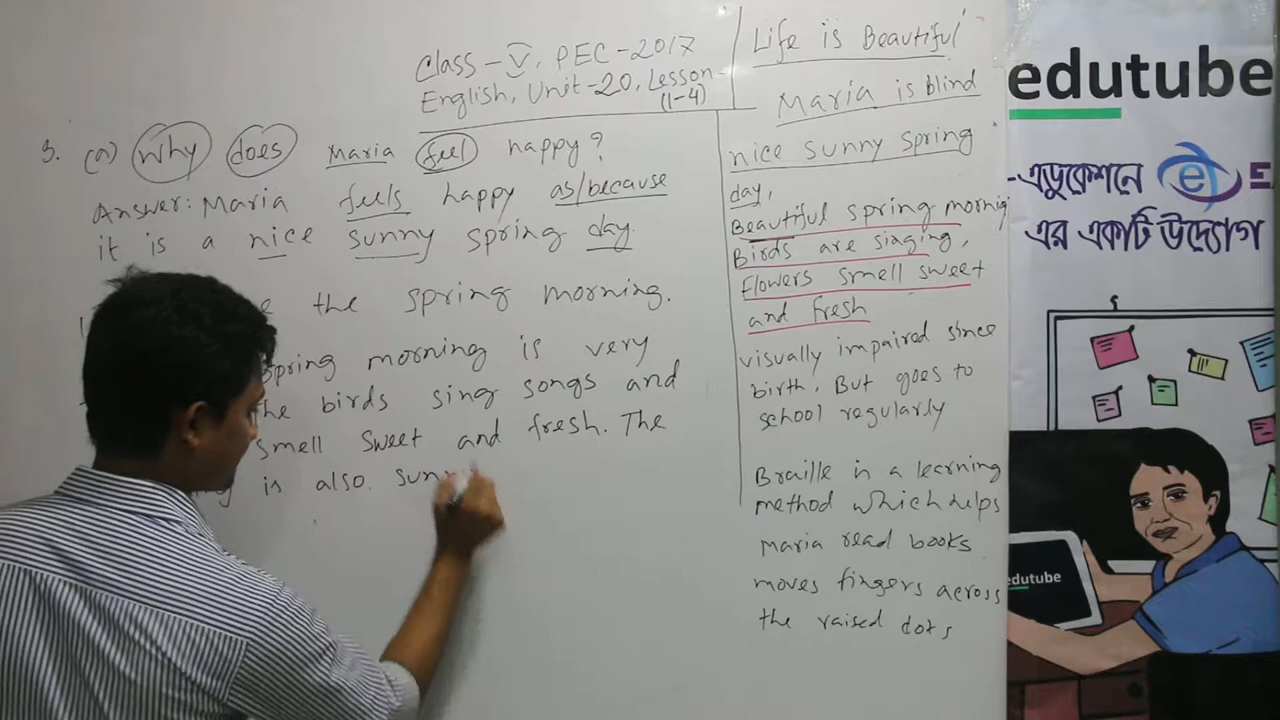 Class - V, PEC - 2017
English, Unit - 20, Lesson -
(1-4)
3. (a) Why does Maria feel happy?
Answer: Maria feels happy as/because
it is a nice sunny spring day.
the spring morning.
spring morning is very
the birds sing songs and
smell sweet and fresh. The
is also sunn
Life is Beautiful
Maria is blind
nice sunny spring
day,
Beautiful spring morning
Birds are singing,
Flowers smell sweet
and fresh
visually impaired since
birth. But goes to
school regularly
Braille in a learning
method which helps
Maria read books
moves fingers across
the raised dots
edutube
-এডুকেশনে e E
এর একটি উদ্যোগ
edutube